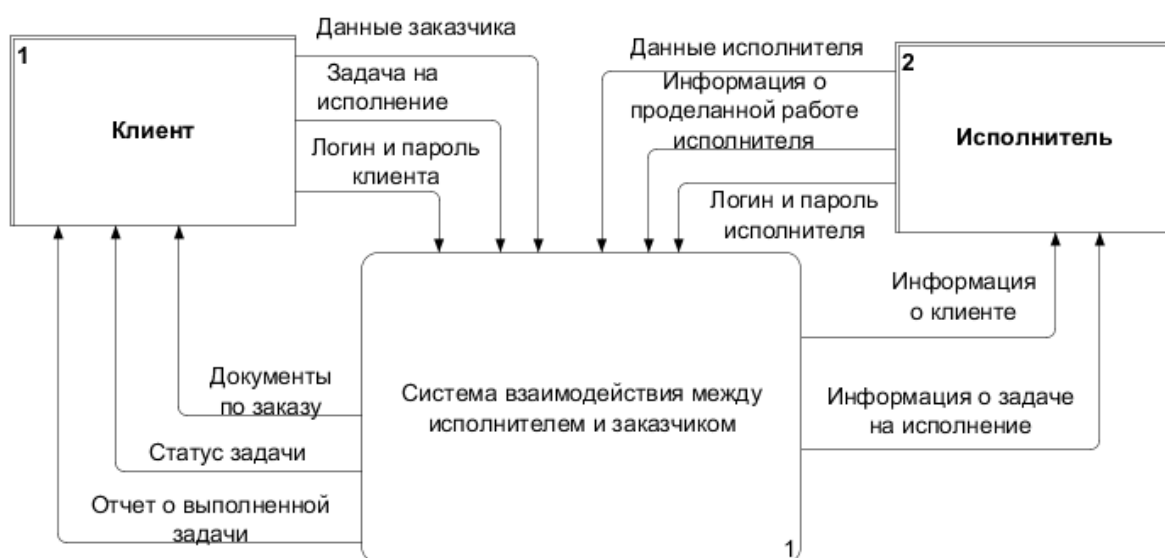 1
Клиент
Данные заказчика
Задача на
исполнение
Логин и пароль
клиента
Данные исполнителя
Информация о
проделанной работе
исполнителя
Логин и пароль
исполнителя
2
Исполнитель
Информация
о клиенте
Информация о задаче
на исполнение
Документы
по заказу
Статус задачи
Отчет о выполненной
задачи
Система взаимодействия между
исполнителем и заказчиком
1